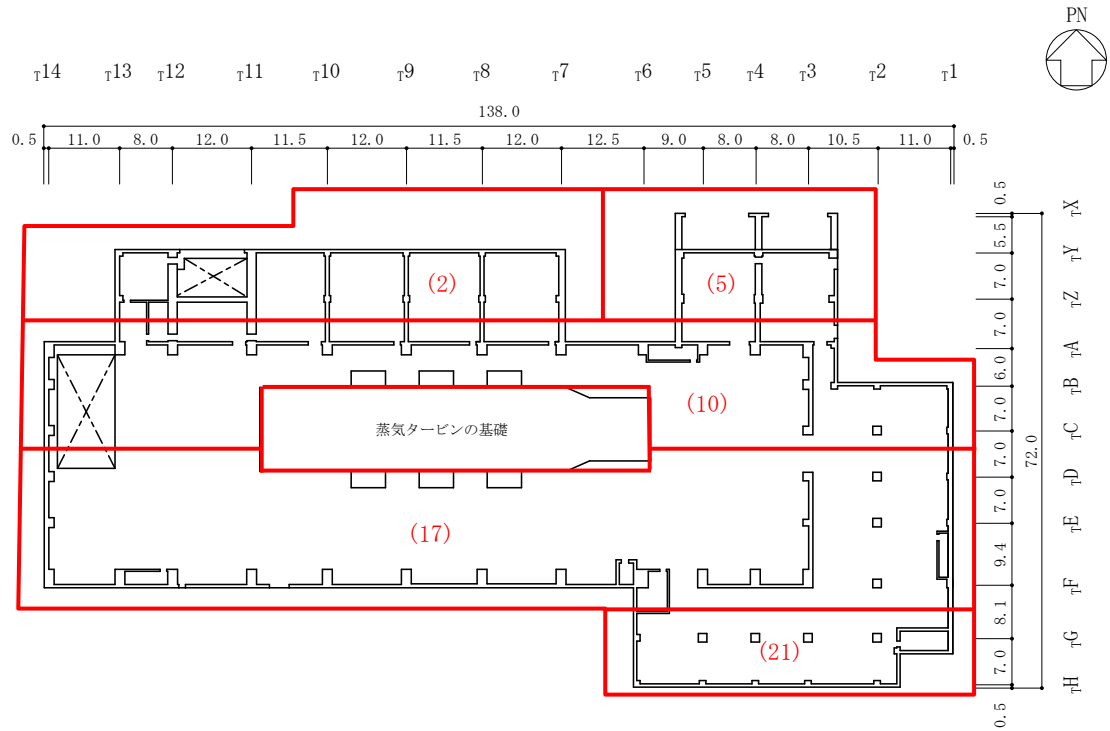 PN
T14 T13 T12 T11 T10 T9 T8 T7 T6 T5 T4 T3 T2 T1
138.0
0.5 11.0 8.0 12.0 11.5 12.0 11.5 12.0 12.5 9.0 8.0 8.0 10.5 11.0 0.5
0.5 TX
5.5
TY
7.0
(2) (5)
TZ
7.0
TA
6.0
TB
(10)
7.0
蒸気タービンの基礎
TC
7.0
72.0
TD
7.0
(17)
TE
9.4
TF
8.1
TG
(21)
7.0
TH
0.5